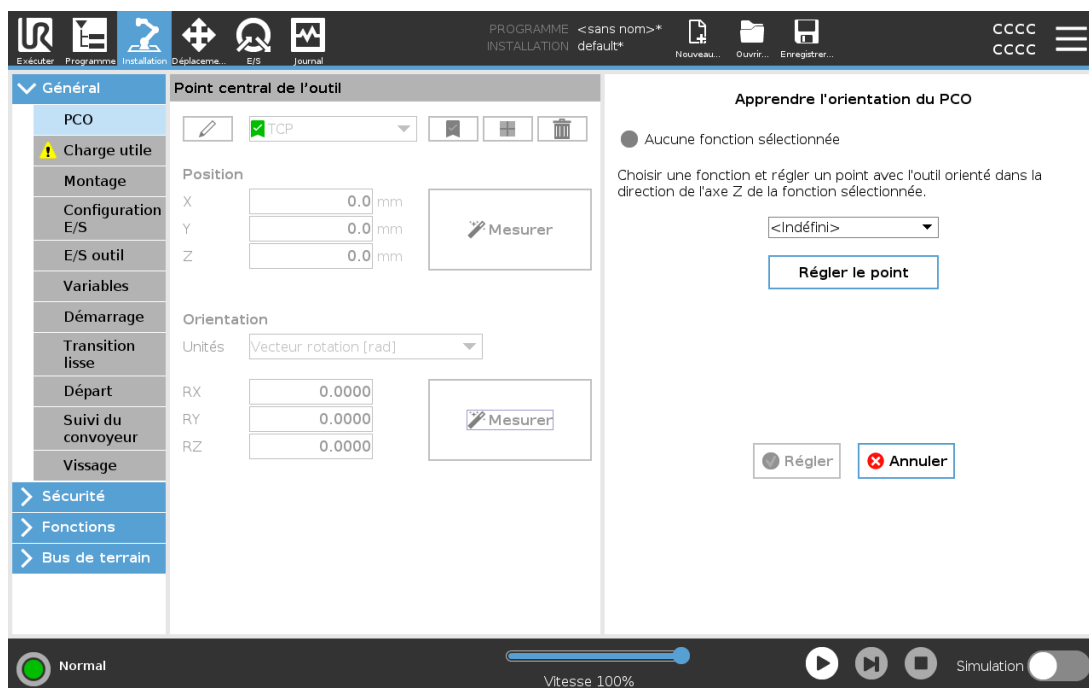 PROGRAMME <sans nom>*
INSTALLATION default*
UR
Exécuter
Programme
Installation
Déplaceme...
E/S
Journal
Nouveau...
Ouvrir...
Enregistrer...
CCCC
CCCC
Général
PCO
Charge utile
Montage
Configuration
E/S
E/S outil
Variables
Démarrage
Transition
lisse
Départ
Suivi du
convoyeur
Vissage
Sécurité
Fonctions
Bus de terrain
Point central de l'outil
TCP
Position
X 0.0 mm
Y 0.0 mm
Z 0.0 mm
Mesurer
Orientation
Unités Vecteur rotation [rad]
RX 0.0000
RY 0.0000
RZ 0.0000
Mesurer
Apprendre l'orientation du PCO
Aucune fonction sélectionnée
Choisir une fonction et régler un point avec l'outil orienté dans la
direction de l'axe Z de la fonction sélectionnée.
<Indéfini>
Régler le point
Régler
Annuler
Normal
Vitesse 100%
Simulation